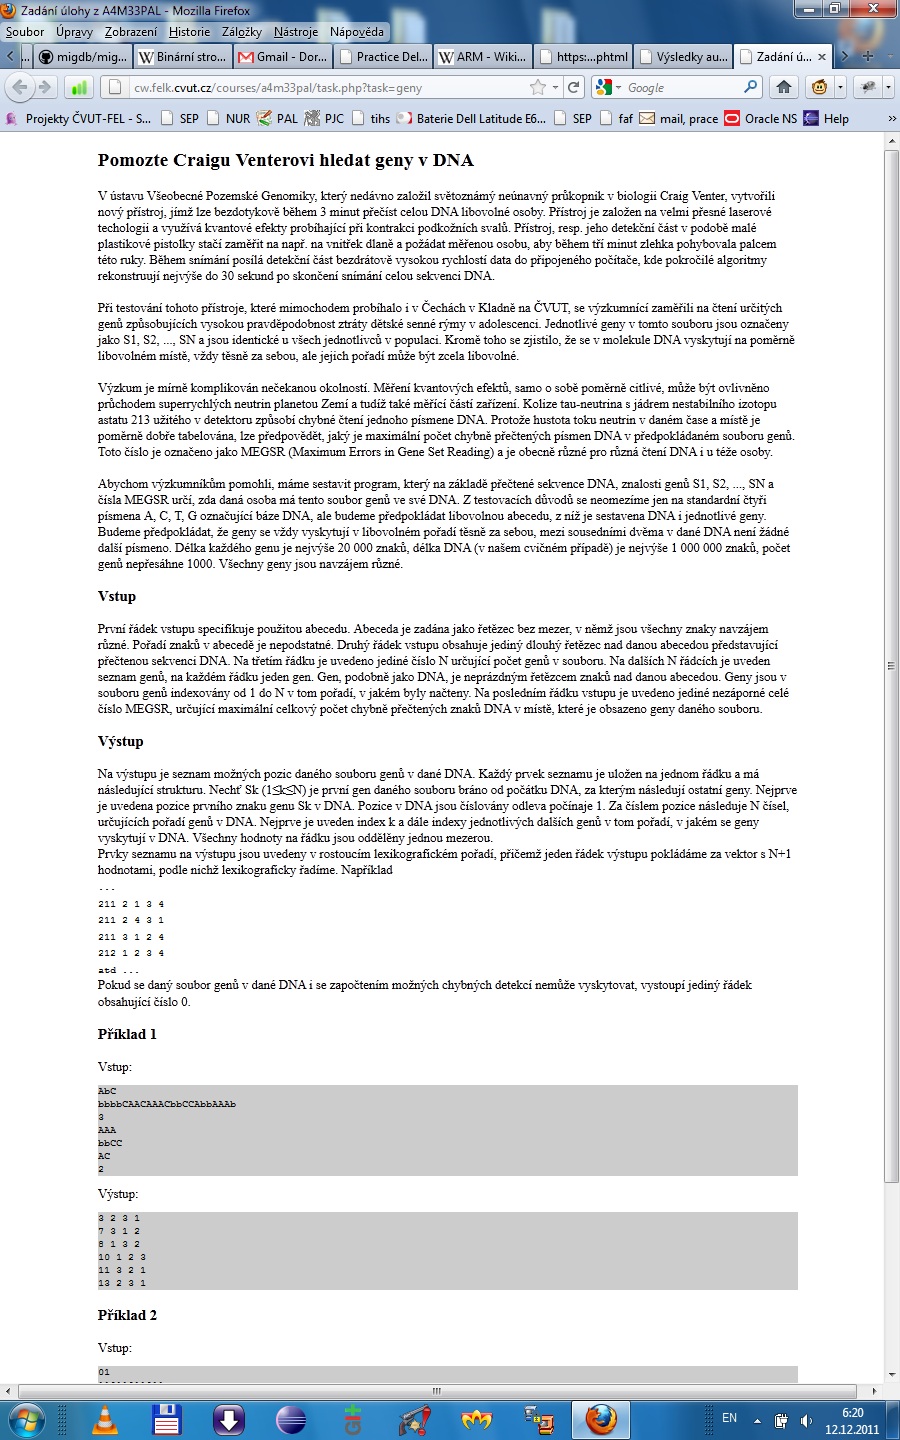 Zadání úlohy z A4M33PAL - Mozilla Firefox
Soubor Úpravy Zobrazení Historie Záložky Nástroje Nápověda
... migdb/mig... Binární stro... Gmail - Dor... Practice Del... ARM - Wiki... https:...phtml Výsledky au... Zadání ú...
cw.felk.cvut.cz/courses/a4m33pal/task.php?task=geny Google
Projekty ČVUT-FEL - S... SEP NUR PAL PJC tihs Baterie Dell Latitude E6... SEP faf mail, prace Oracle NS Help
Pomozte Craigu Venterovi hledat geny v DNA
V ústavu Všeobecné Pozemské Genomiky, který nedávno založil světoznámý neúnavný průkopnik v biologii Craig Venter, vytvořili
nový přístroj, jímž lze bezdotykově během 3 minut přečíst celou DNA libovolné osoby. Přístroj je založen na velmi přesné laserové
techologii a využívá kvantové efekty probíhající při kontrakci podkožních svalů. Přístroj, resp. jeho detekční část v podobě malé
plastikové pistolky stačí zaměřit na např. na vnitřek dlaně a požádat měřenou osobu, aby během tří minut zlehka pohybovala palcem
této ruky. Během snímání posílá detekční část bezdrátově vysokou rychlostí data do připojeného počítače, kde pokročilé algoritmy
rekonstruují nejvýše do 30 sekund po skončení snímání celou sekvenci DNA.
Při testování tohoto přístroje, které mimochodem probíhalo i v Čechách v Kladně na ČVUT, se výzkumnící zaměřili na čtení určitých
genů způsobujících vysokou pravděpodobnost ztráty dětské senné rýmy v adolescenci. Jednotlivé geny v tomto souboru jsou označeny
jako S1, S2, ..., SN a jsou identické u všech jednotlivců v populaci. Kromě toho se zjistilo, že se v molekule DNA vyskytují na poměrně
libovolném místě, vždy těsně za sebou, ale jejich pořadí může být zcela libovolné.
Výzkum je mírně komplikován nečekanou okolností. Měření kvantových efektů, samo o sobě poměrně citlivé, může být ovlivněno
průchodem superrychlých neutrin planetou Zemí a tudíž také měřící částí zařízení. Kolize tau-neutrina s jádrem nestabilního izotopu
astatu 213 užitého v detektoru způsobí chybné čtení jednoho písmene DNA. Protože hustota toku neutrin v daném čase a místě je
poměrně dobře tabelována, lze předpovědět, jaký je maximální počet chybně přečtených písmen DNA v předpokládaném souboru genů.
Toto číslo je označeno jako MEGSR (Maximum Errors in Gene Set Reading) a je obecně různé pro různá čtení DNA i u téže osoby.
Abychom výzkumníkům pomohli, máme sestavit program, který na základě přečtené sekvence DNA, znalosti genů S1, S2, ..., SN a
čísla MEGSR určí, zda daná osoba má tento soubor genů ve své DNA. Z testovacích důvodů se neomezíme jen na standardní čtyři
písmena A, C, T, G označující báze DNA, ale budeme předpokládat libovolnou abecedu, z níž je sestavena DNA i jednotlivé geny.
Budeme předpokládat, že geny se vždy vyskytují v libovolném pořadí těsně za sebou, mezi sousedními dvěma v dané DNA není žádné
další písmeno. Délka každého genu je nejvýše 20 000 znaků, délka DNA (v našem cvičném případě) je nejvýše 1 000 000 znaků, počet
genů nepřesáhne 1000. Všechny geny jsou navzájem různé.
Vstup
První řádek vstupu specifikuje použitou abecedu. Abeceda je zadána jako řetězec bez mezer, v němž jsou všechny znaky navzájem
různé. Pořadí znaků v abecedě je nepodstatné. Druhý řádek vstupu obsahuje jediný dlouhý řetězec nad danou abecedou představující
přečtenou sekvenci DNA. Na třetím řádku je uvedeno jediné číslo N určující počet genů v souboru. Na dalších N řádcích je uveden
seznam genů, na každém řádku jeden gen. Gen, podobně jako DNA, je neprázdným řetězcem znaků nad danou abecedou. Geny jsou v
souboru genů indexovány od 1 do N v tom pořadí, v jakém byly načteny. Na posledním řádku vstupu je uvedeno jediné nezáporné celé
číslo MEGSR, určující maximální celkový počet chybně přečtených znaků DNA v místě, které je obsazeno geny daného souboru.
Výstup
Na výstupu je seznam možných pozic daného souboru genů v dané DNA. Každý prvek seznamu je uložen na jednom řádku a má
následující strukturu. Nechť Sk (1≤k≤N) je první gen daného souboru bráno od počátku DNA, za kterým následují ostatní geny. Nejprve
je uvedena pozice prvního znaku genu Sk v DNA. Pozice v DNA jsou číslovány odleva počínaje 1. Za číslem pozice následuje N čísel,
určujících pořadí genů v DNA. Nejprve je uveden index k a dále indexy jednotlivých dalších genů v tom pořadí, v jakém se geny
vyskytují v DNA. Všechny hodnoty na řádku jsou odděleny jednou mezerou.
Prvky seznamu na výstupu jsou uvedeny v rostoucím lexikografickém pořadí, přičemž jeden řádek výstupu pokládáme za vektor s N+1
hodnotami, podle nichž lexikograficky řadíme. Například
...
211 2 1 3 4
211 2 4 3 1
211 3 1 2 4
212 1 2 3 4
atd ...
Pokud se daný soubor genů v dané DNA i se započtením možných chybných detekcí nemůže vyskytovat, vystoupí jediný řádek
obsahující číslo 0.
Příklad 1
Vstup:
AbC
bbbbCAACAAACbbCCAbbAAAb
3
AAA
bbCC
AC
2
Výstup:
3 2 3 1
7 3 1 2
8 1 3 2
10 1 2 3
11 3 2 1
13 2 3 1
Příklad 2
Vstup:
01
EN 6:20
12.12.2011